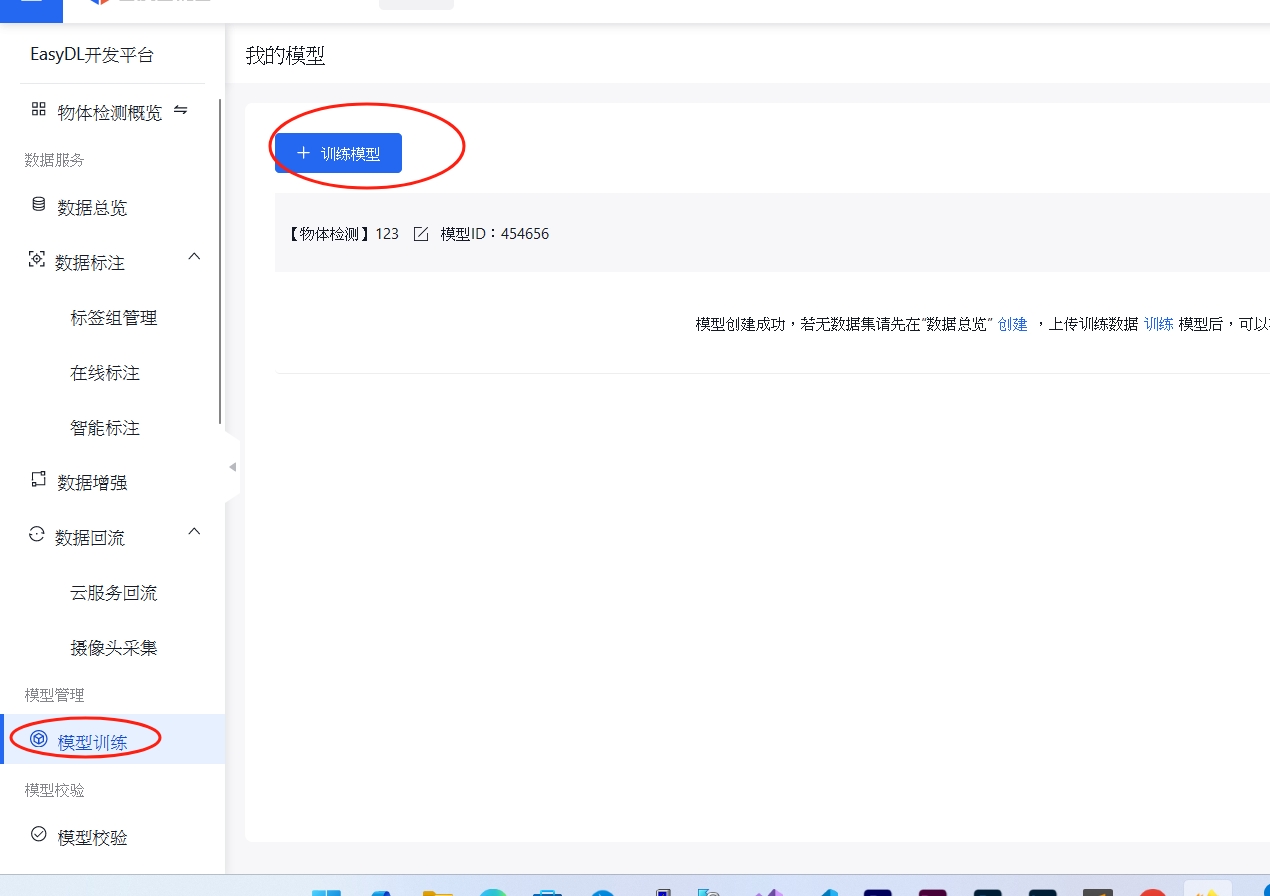 EasyDL开发平台
我的模型
物体检测概览
数据服务
数据总览
数据标注
标签组管理
在线标注
智能标注
数据增强
数据回流
云服务回流
摄像头采集
模型管理
模型训练
模型校验
模型校验
+ 训练模型
【物体检测】123 模型ID：454656
模型创建成功，若无数据集请先在“数据总览” 创建 ，上传训练数据 训练 模型后，可以